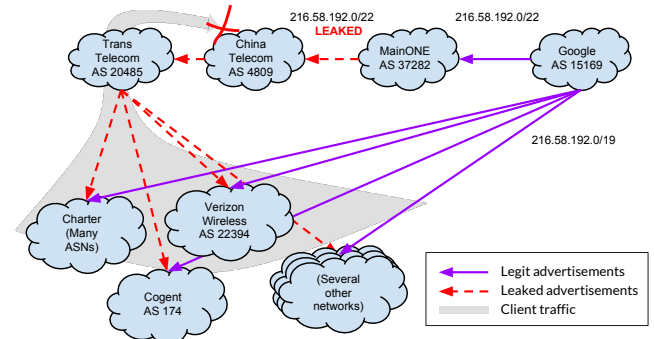 216.58.192.0/22
LEAKED
216.58.192.0/22
Trans
Telecom
AS 20485
China
Telecom
AS 4809
MainONE
AS 37282
Google
AS 15169
216.58.192.0/19
Charter
(Many
ASNs)
Verizon
Wireless
AS 22394
Cogent
AS 174
(Several
other
networks)
Legit advertisements
Leaked advertisements
Client traffic